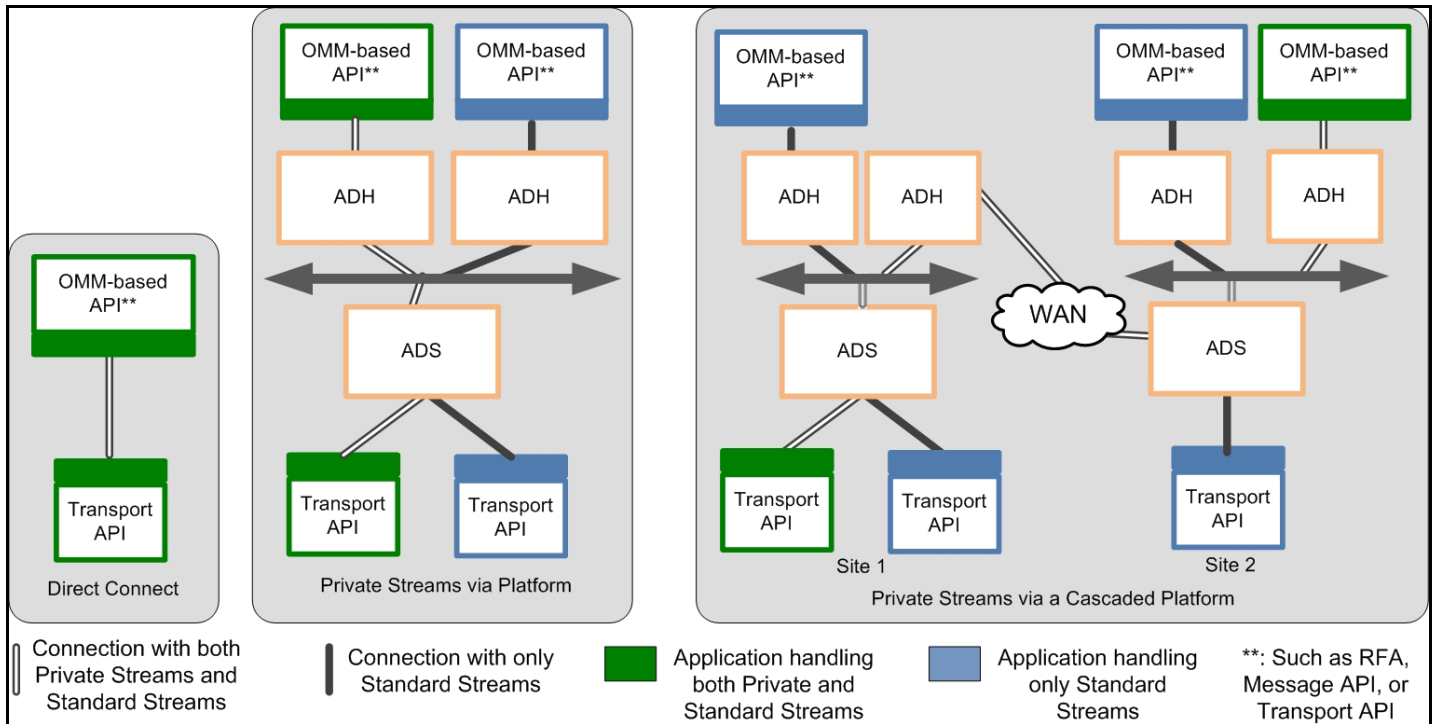 OMM-based
API**
Transport
API
Direct Connect
OMM-based
API**
OMM-based
API**
ADH
ADH
ADS
Transport
API
Transport
API
Private Streams via Platform
OMM-based
API**
OMM-based
API**
OMM-based
API**
ADH
ADH
ADH
ADH
WAN
ADS
ADS
Transport
API
Transport
API
Transport
API
Site 1
Site 2
Private Streams via a Cascaded Platform
Connection with both
Private Streams and
Standard Streams
Connection with only
Standard Streams
Application handling
both Private and
Standard Streams
Application handling
only Standard
Streams
**: Such as RFA,
Message API, or
Transport API